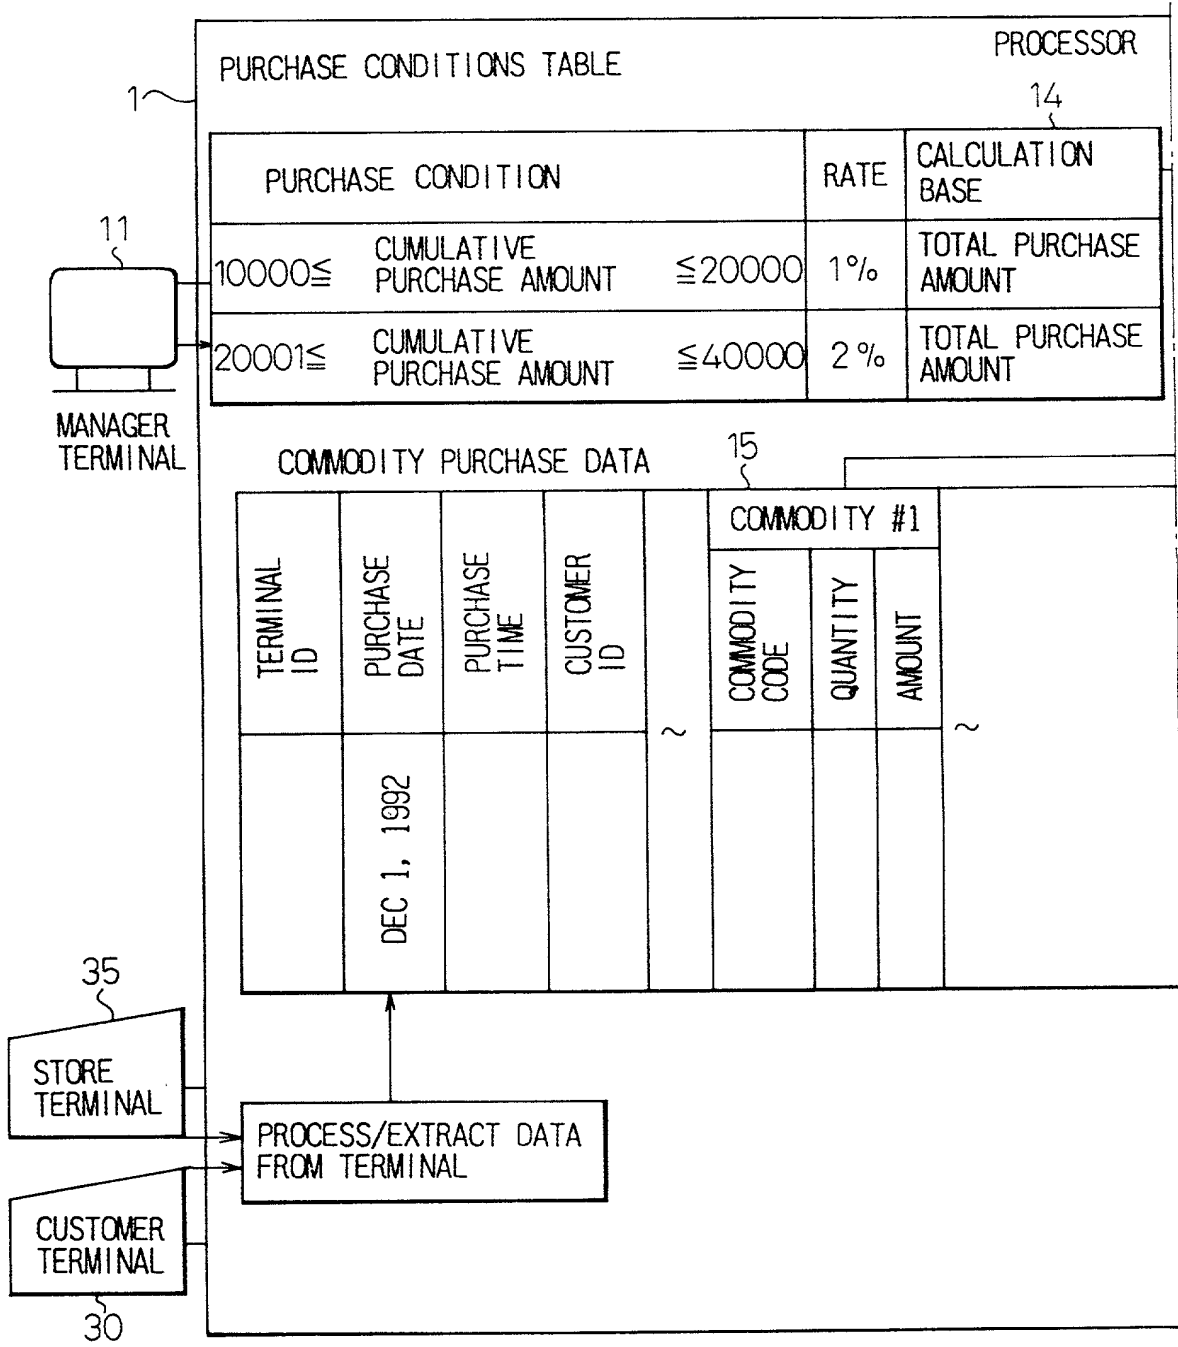 PROCESSOR
PURCHASE CONDITIONS TABLE
1
14
PURCHASE CONDITION
RATE
CALCULATION
BASE
11
10000≦
CUMULATIVE
PURCHASE AMOUNT
≦20000
1%
TOTAL PURCHASE
AMOUNT
20001≦
CUMULATIVE
PURCHASE AMOUNT
≦40000
2%
TOTAL PURCHASE
AMOUNT
MANAGER
TERMINAL
COMMODITY PURCHASE DATA
15
COMMODITY #1
TERMINAL
ID
PURCHASE
DATE
PURCHASE
TIME
CUSTOMER
ID
~
COMMODITY
CODE
QUANTITY
AMOUNT
~
DEC 1, 1992
35
STORE
TERMINAL
PROCESS/EXTRACT DATA
FROM TERMINAL
CUSTOMER
TERMINAL
30